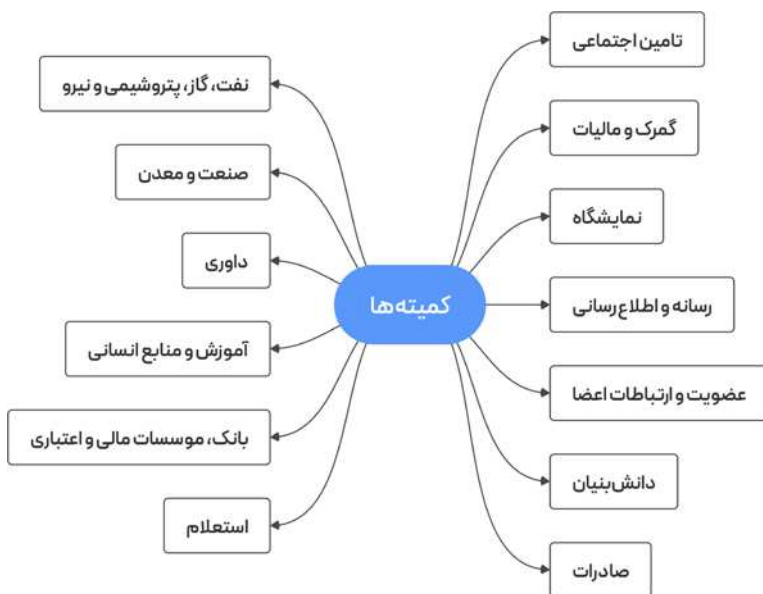 کمیته‌ها
تامین اجتماعی
گمرک و مالیات
نمایشگاه
رسانه و اطلاع‌رسانی
عضویت و ارتباطات اعضا
دانش‌بنیان
صادرات
نفت، گاز، پتروشیمی و نیرو
صنعت و معدن
داوری
آموزش و منابع انسانی
بانک، موسسات مالی و اعتباری
استعلام